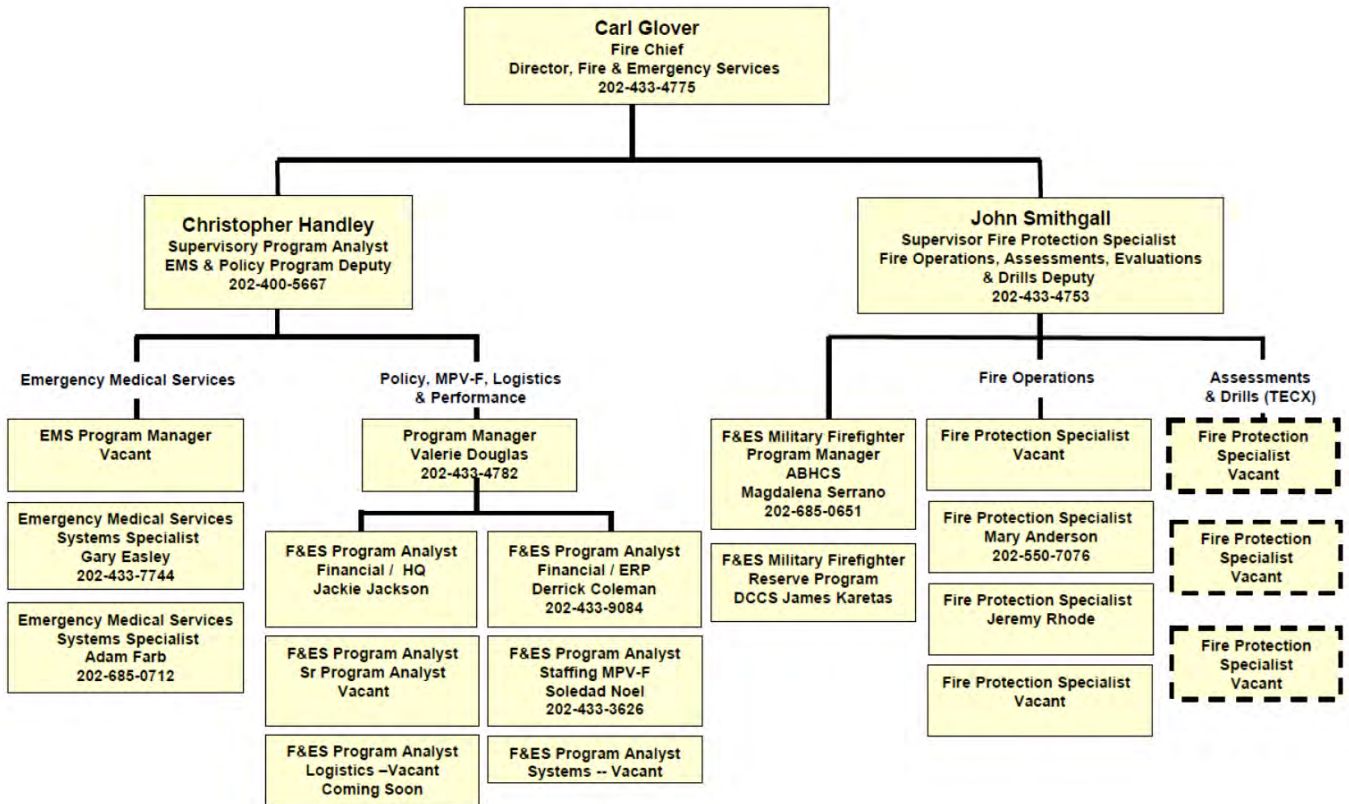 Carl Glover
Fire Chief
Director, Fire & Emergency Services
202-433-4775
Christopher Handley
Supervisory Program Analyst
EMS & Policy Program Deputy
202-400-5667
John Smithgall
Supervisor Fire Protection Specialist
Fire Operations, Assessments, Evaluations
& Drills Deputy
202-433-4753
Emergency Medical Services
EMS Program Manager
Vacant
Emergency Medical Services
Systems Specialist
Gary Easley
202-433-7744
Emergency Medical Services
Systems Specialist
Adam Farb
202-685-0712
Policy, MPV-F, Logistics
& Performance
Program Manager
Valerie Douglas
202-433-4782
F&ES Program Analyst
Financial / HQ
Jackie Jackson
F&ES Program Analyst
Sr Program Analyst
Vacant
F&ES Program Analyst
Logistics –Vacant
Coming Soon
F&ES Program Analyst
Financial / ERP
Derrick Coleman
202-433-9084
F&ES Program Analyst
Staffing MPV-F
Soledad Noel
202-433-3626
F&ES Program Analyst
Systems -- Vacant
F&ES Military Firefighter
Program Manager
ABHCS
Magdalena Serrano
202-685-0651
F&ES Military Firefighter
Reserve Program
DCCS James Karetas
Fire Operations
Fire Protection Specialist
Vacant
Fire Protection Specialist
Mary Anderson
202-550-7076
Fire Protection Specialist
Jeremy Rhode
Fire Protection Specialist
Vacant
Assessments
& Drills (TECX)
Fire Protection
Specialist
Vacant
Fire Protection
Specialist
Vacant
Fire Protection
Specialist
Vacant